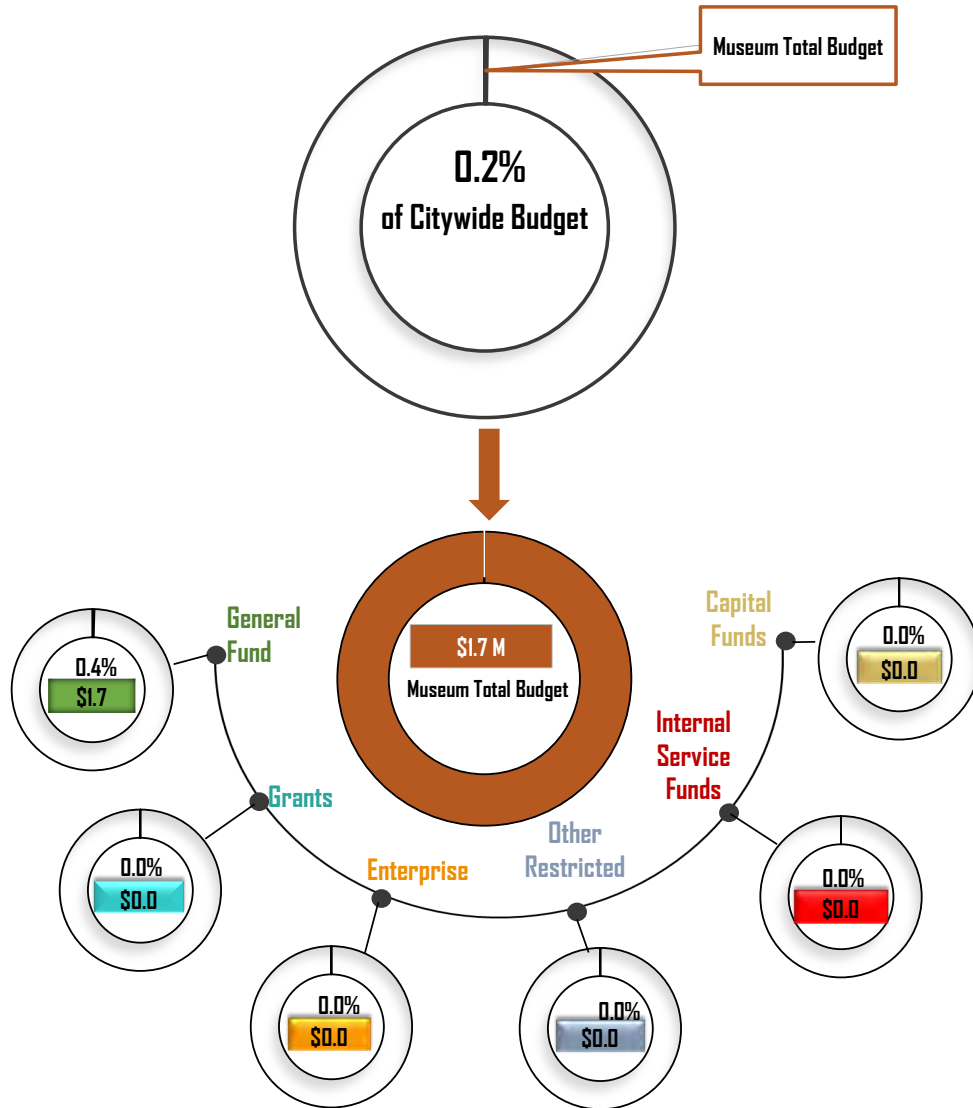 Museum Total Budget
0.2%
of Citywide Budget
$1.7 M
Museum Total Budget
General
Fund
0.4%
$1.7
Grants
0.0%
$0.0
Enterprise
0.0%
$0.0
Other
Restricted
0.0%
$0.0
Internal
Service
Funds
0.0%
$0.0
Capital
Funds
0.0%
$0.0